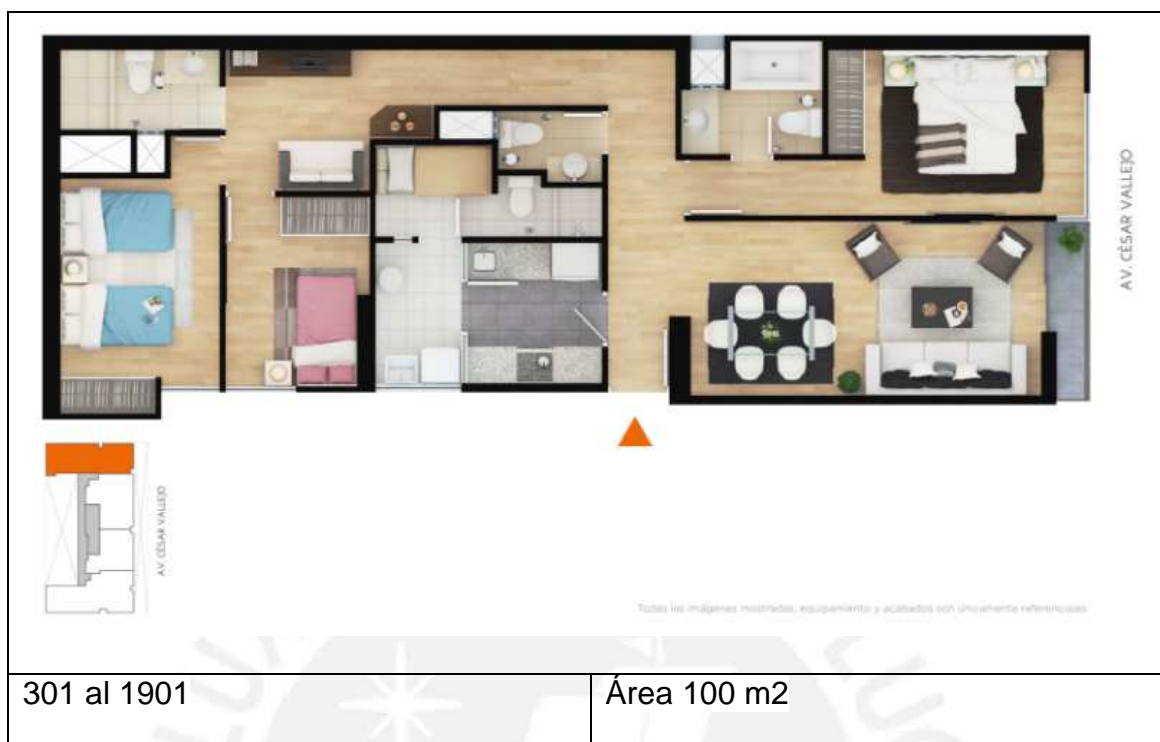 AV. CÉSAR VALLEJO
AV. CÉSAR VALLEJO
Todas las imágenes mostradas, equipamiento y acabados son únicamente referenciales.
301 al 1901
Área 100 m2